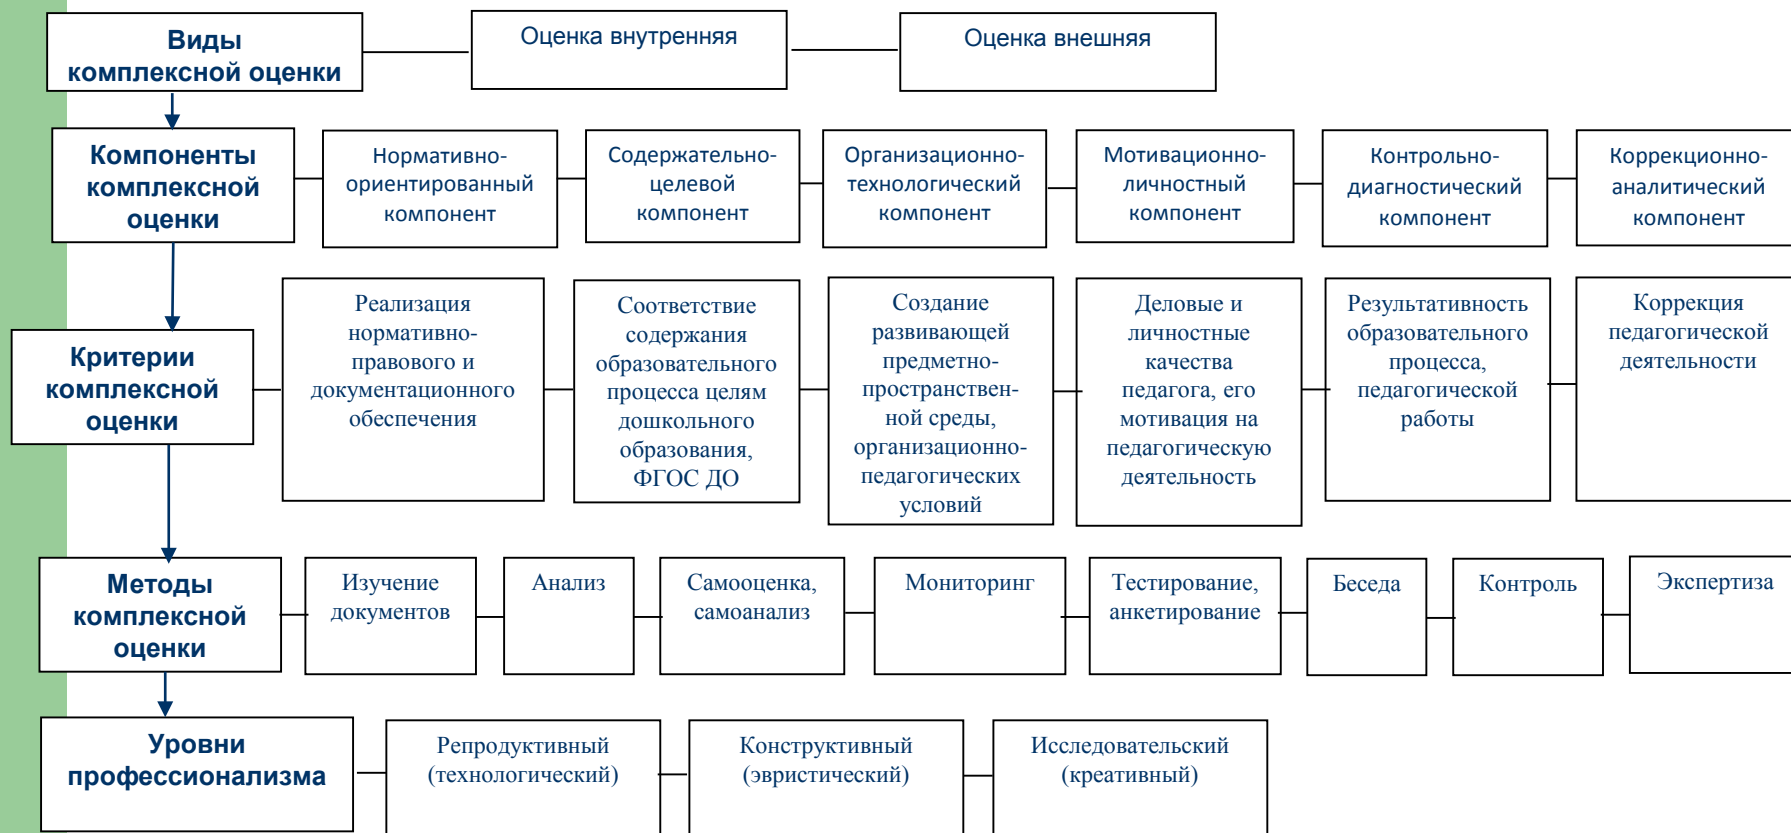 Виды
комплексной оценки
Оценка внутренняя
Оценка внешняя
Компоненты
комплексной
оценки
Нормативно-
ориентированный
компонент
Содержательно-
целевой
компонент
Организационно-
технологический
компонент
Мотивационно-
личностный
компонент
Контрольно-
диагностический
компонент
Коррекционно-
аналитический
компонент
Критерии
комплексной
оценки
Реализация
нормативно-
правового и
документационного
обеспечения
Соответствие
содержания
образовательного
процесса целям
дошкольного
образования,
ФГОС ДО
Создание
развивающей
предметно-
пространствен-
ной среды,
организационно-
педагогических
условий
Деловые и
личностные
качества
педагога, его
мотивация на
педагогическую
деятельность
Результативность
образовательного
процесса,
педагогической
работы
Коррекция
педагогической
деятельности
Методы
комплексной
оценки
Изучение
документов
Анализ
Самооценка,
самоанализ
Мониторинг
Тестирование,
анкетирование
Беседа
Контроль
Экспертиза
Уровни
профессионализма
Репродуктивный
(технологический)
Конструктивный
(эвристический)
Исследовательский
(креативный)